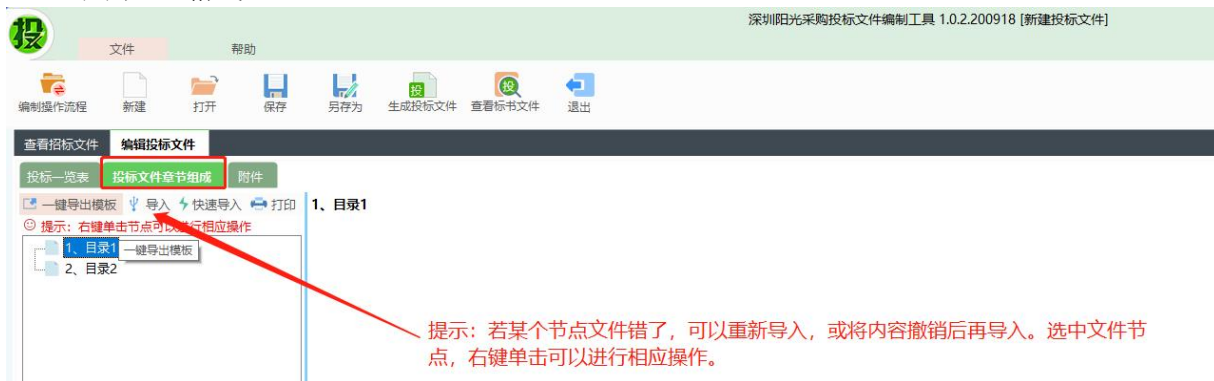 投
深圳阳光采购投标文件编制工具 1.0.2.200918 [新建投标文件]
文件 帮助
投 投
编制操作流程 新建 打开 保存 另存为 生成投标文件 查看标书文件 退出
查看招标文件 编辑投标文件
投标一览表 投标文件章节组成 附件
一键导出模板 导入 快速导入 打印 1、目录1
提示：右键单击节点可以进行相应操作
1、目录1 一键导出模板
2、目录2
提示：若某个节点文件错了，可以重新导入，或将内容撤销后再导入。选中文件节
点，右键单击可以进行相应操作。